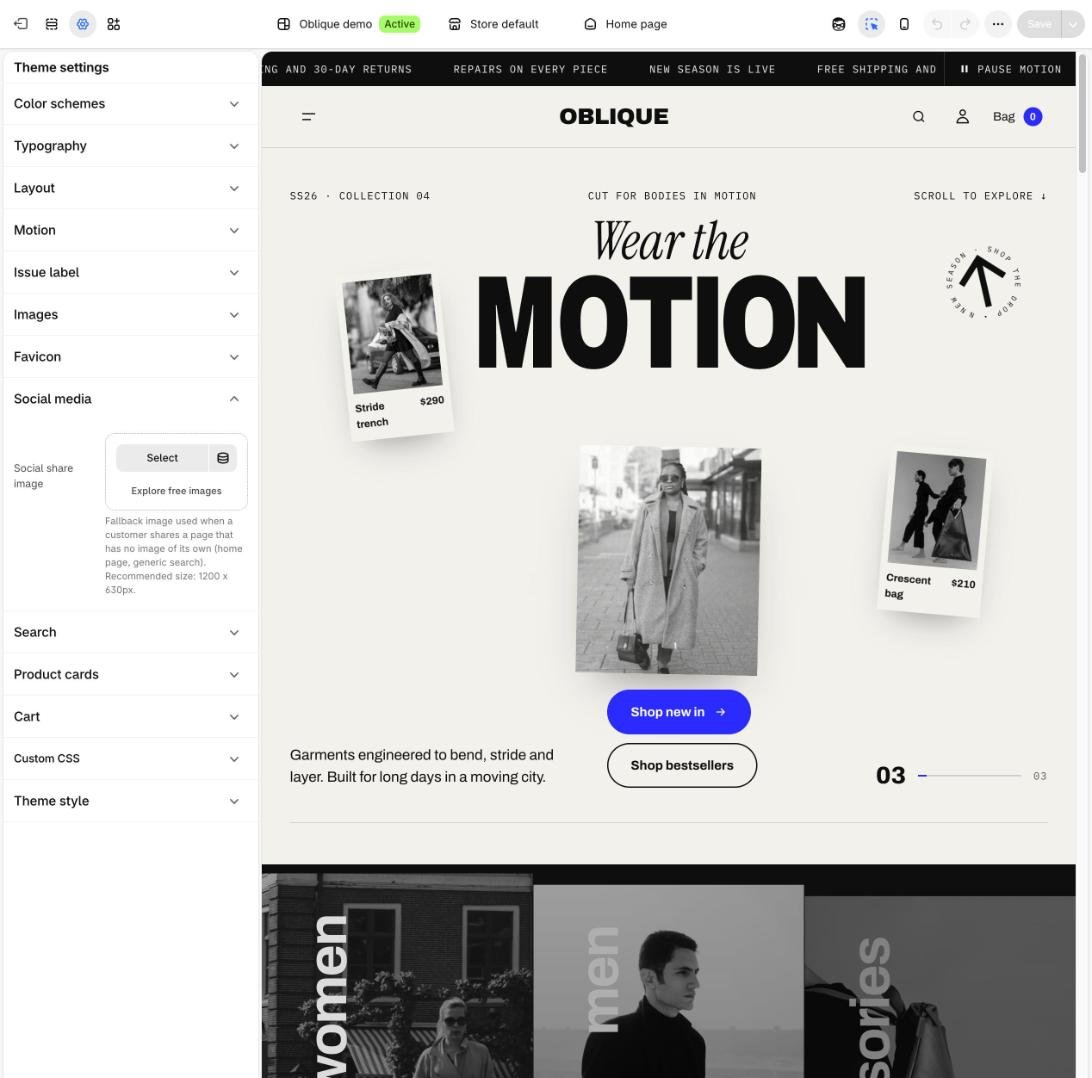 Oblique demo Active Store default Home page Save
Theme settings
Color schemes
Typography
Layout
Motion
Issue label
Images
Favicon
Social media
Social share
image
Select
Explore free images
Fallback image used when a
customer shares a page that
has no image of its own (home
page, generic search).
Recommended size: 1200 x
630px.
Search
Product cards
Cart
Custom CSS
Theme style
NG AND 30-DAY RETURNS REPAIRS ON EVERY PIECE NEW SEASON IS LIVE FREE SHIPPING AND PAUSE MOTION
OBLIQUE
Bag 0
SS26 · COLLECTION 04 CUT FOR BODIES IN MOTION SCROLL TO EXPLORE ↓
Wear the
MOTION
SHOP THE DROP · N NEW SEASON ·
Stride $290
trench
Crescent $210
bag
Shop new in →
Shop bestsellers
Garments engineered to bend, stride and
layer. Built for long days in a moving city.
03 03
women
men
sories